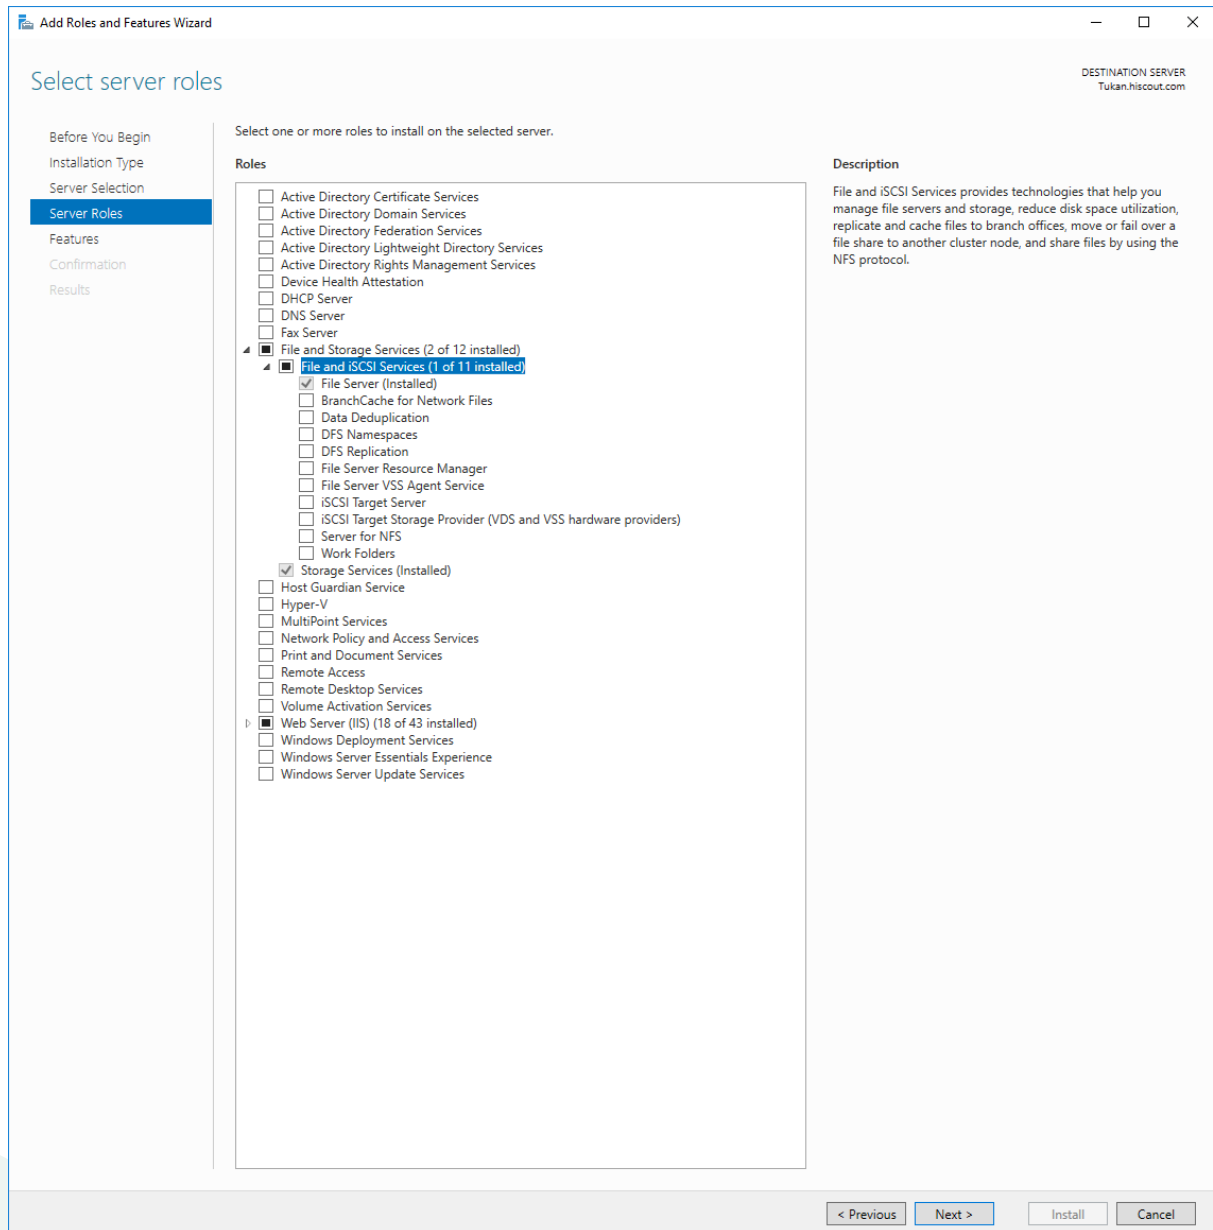 Add Roles and Features Wizard
Select server roles
DESTINATION SERVER
Tukan.hiscout.com
Before You Begin
Installation Type
Server Selection
Server Roles
Features
Confirmation
Results
Select one or more roles to install on the selected server.
Roles
Active Directory Certificate Services
Active Directory Domain Services
Active Directory Federation Services
Active Directory Lightweight Directory Services
Active Directory Rights Management Services
Device Health Attestation
DHCP Server
DNS Server
Fax Server
File and Storage Services (2 of 12 installed)
File and iSCSI Services (1 of 11 installed)
File Server (Installed)
BranchCache for Network Files
Data Deduplication
DFS Namespaces
DFS Replication
File Server Resource Manager
File Server VSS Agent Service
iSCSI Target Server
iSCSI Target Storage Provider (VDS and VSS hardware providers)
Server for NFS
Work Folders
Storage Services (Installed)
Host Guardian Service
Hyper-V
MultiPoint Services
Network Policy and Access Services
Print and Document Services
Remote Access
Remote Desktop Services
Volume Activation Services
Web Server (IIS) (18 of 43 installed)
Windows Deployment Services
Windows Server Essentials Experience
Windows Server Update Services
Description
File and iSCSI Services provides technologies that help you
manage file servers and storage, reduce disk space utilization,
replicate and cache files to branch offices, move or fail over a
file share to another cluster node, and share files by using the
NFS protocol.
< Previous
Next >
Install
Cancel